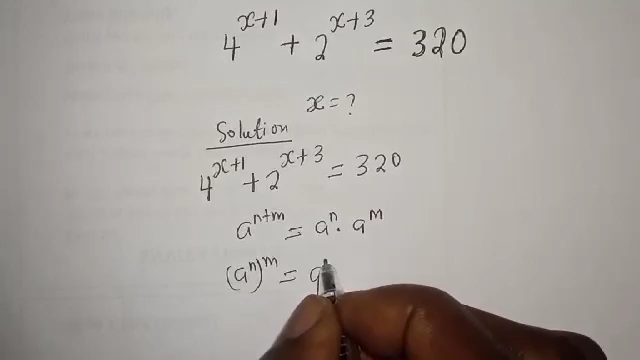 4^{x+1} + 2^{x+3} = 320
x = ?
Solution
4^{x+1} + 2^{x+3} = 320
a^{n+m} = a^n · a^m
(a^n)^m = a